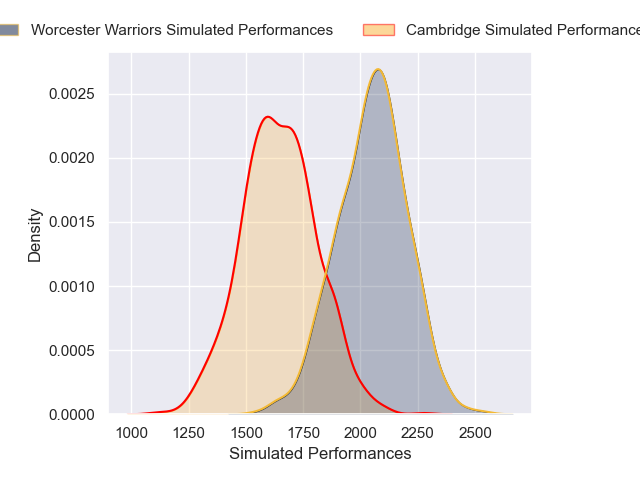 Worcester Warriors Simulated Performances
Cambridge Simulated Performance
0.0025
0.0020
0.0015
0.0010
0.0005
0.0000
Density
1000 1250 1500 1750 2000 2250 2500
Simulated Performances